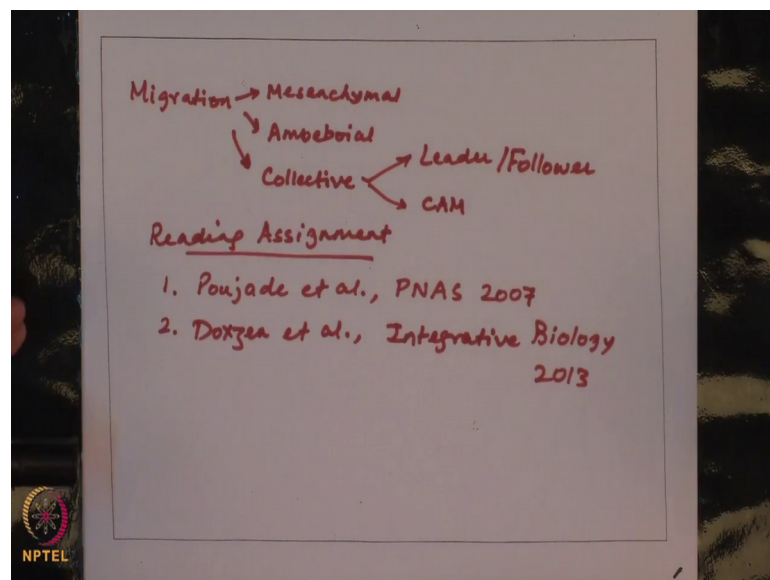 Migration → Mesenchymal
Amoeboial
Collective
Leader/Follower
CAM
Reading Assignment
1. Poujade et al., PNAS 2007
2. Doxzen et al., Integrative Biology
2013
NPTEL